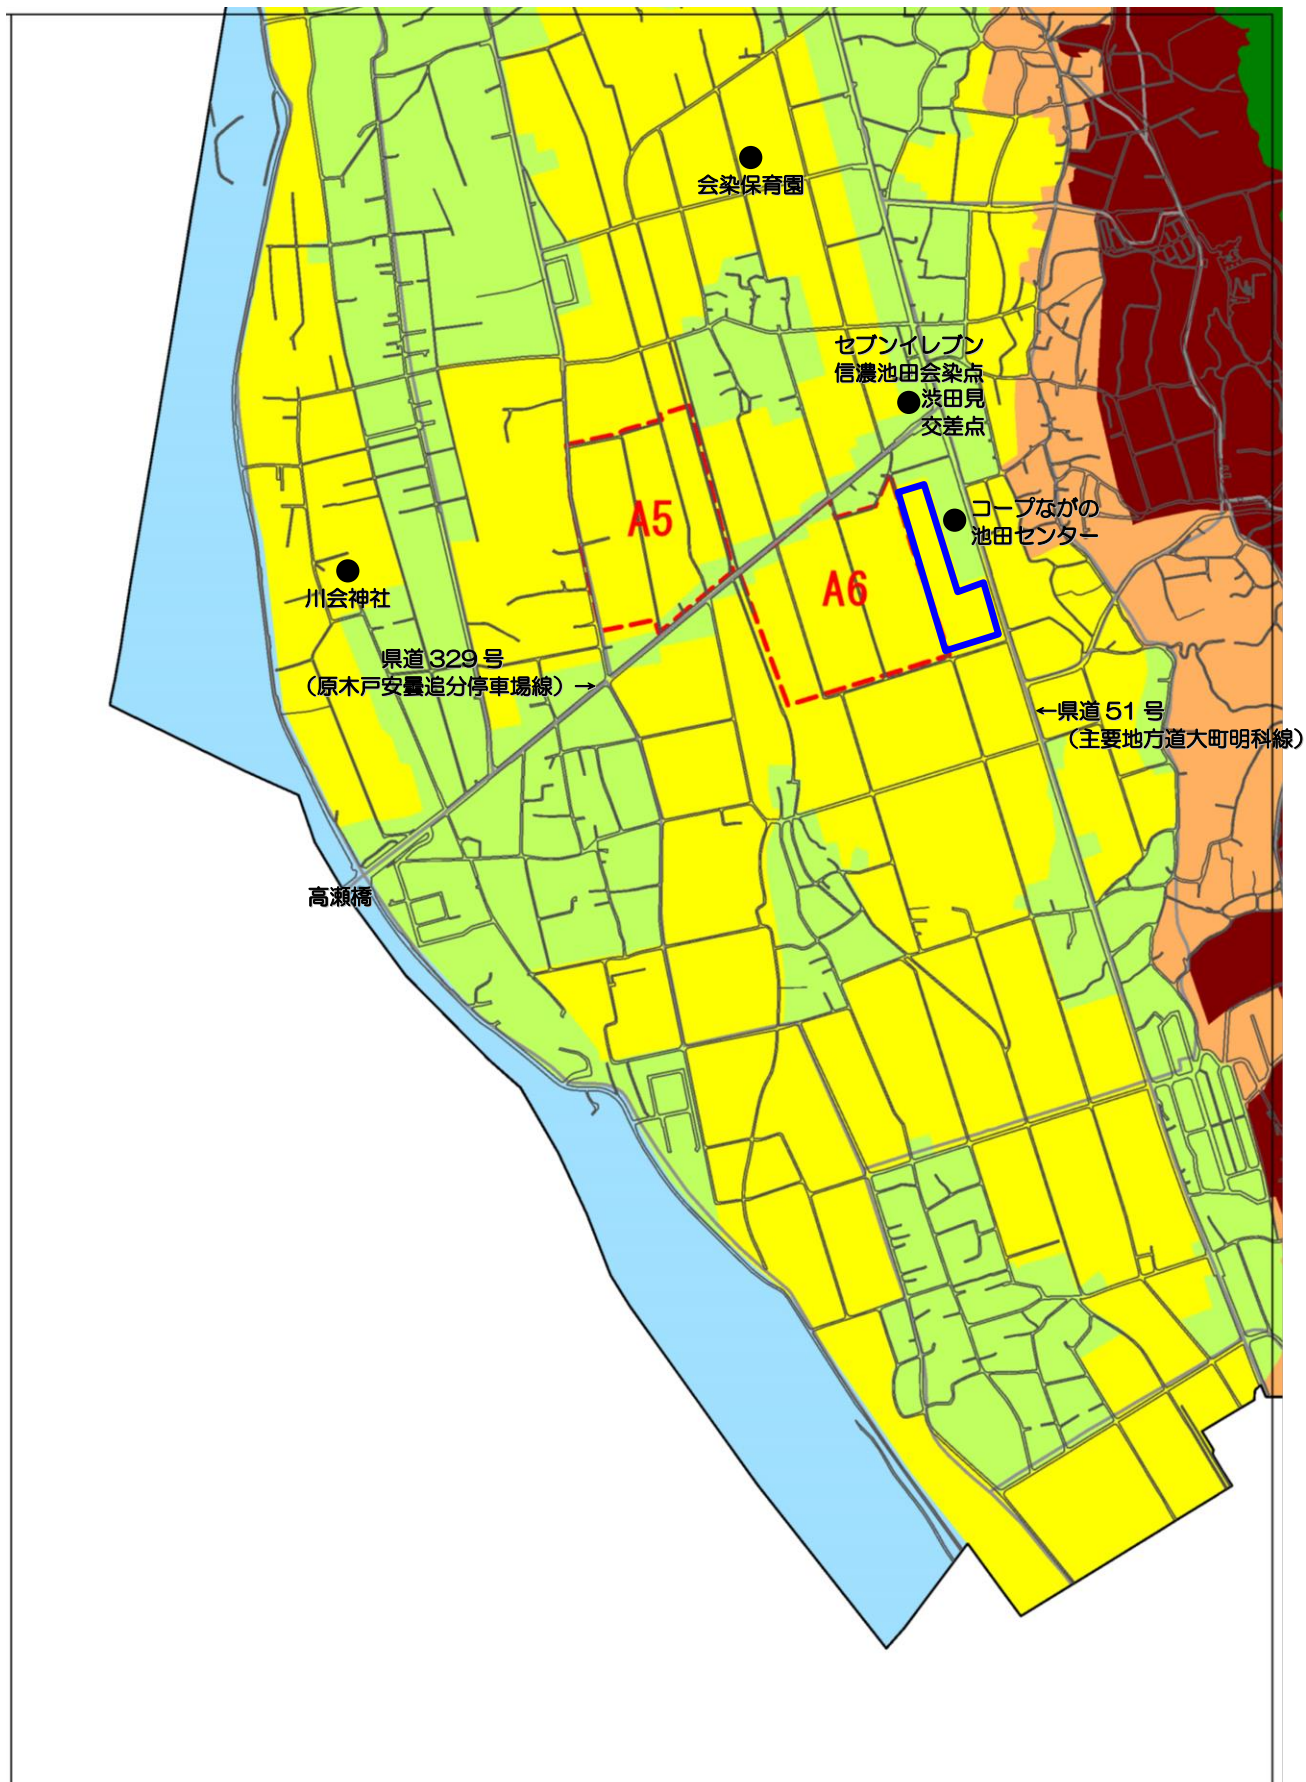 会染保育園
セブンイレブン
信濃池田会染点
渋田見
交差点
A5
コープながの
池田センター
A6
川会神社
県道 329 号
（原木戸安曇追分停車場線）→
←県道 51 号
（主要地方道大町明科線）
高瀬橋